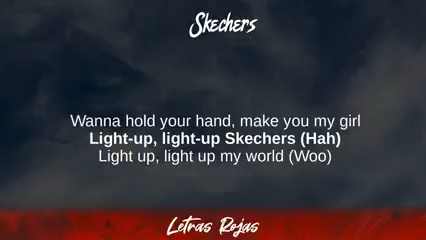 Skechers
Wanna hold your hand, make you my girl
Light-up, light-up Skechers (Hah)
Light up, light up my world (Woo)
Letras Rojas